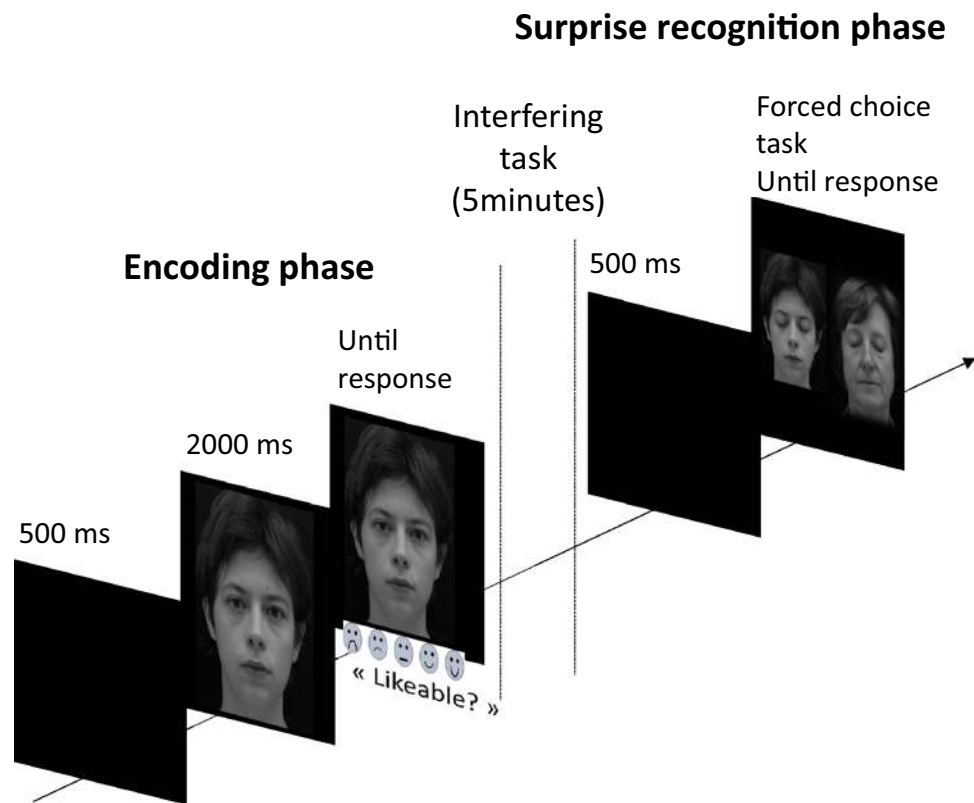 Surprise recognition phase
Forced choice
task
Until response
Interfering
task
(5minutes)
500 ms
Encoding phase
Until
response
2000 ms
500 ms
« Likeable? »